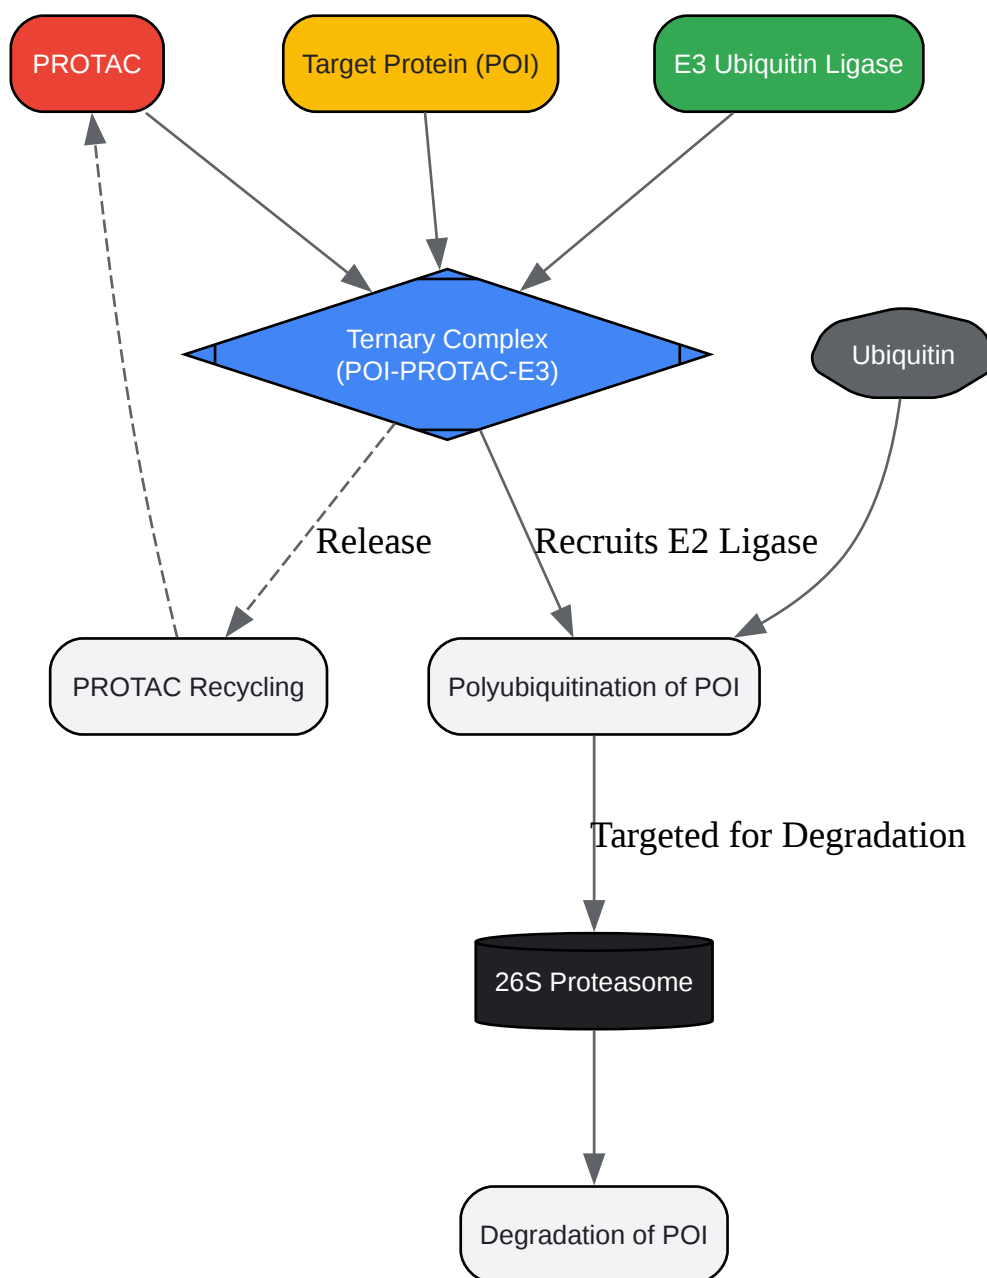 PROTAC
Target Protein (POI)
E3 Ubiquitin Ligase
Ternary Complex
(POI-PROTAC-E3)
Ubiquitin
Release
Recruits E2 Ligase
PROTAC Recycling
Polyubiquitination of POI
Targeted for Degradation
26S Proteasome
Degradation of POI